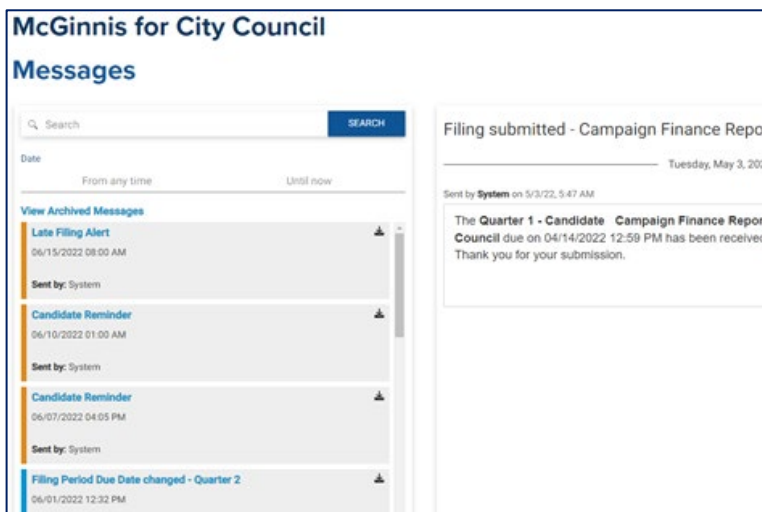 McGinnis for City Council
Messages
Search
SEARCH
Date
From any time
Until now
View Archived Messages
Late Filing Alert
06/15/2022 08:00 AM
Sent by: System
Candidate Reminder
06/10/2022 01:00 AM
Sent by: System
Candidate Reminder
06/07/2022 04:05 PM
Sent by: System
Filing Period Due Date changed - Quarter 2
06/01/2022 12:32 PM
Filing submitted - Campaign Finance Repo
Tuesday, May 3, 202
Sent by System on 5/3/22, 5:47 AM
The Quarter 1 - Candidate Campaign Finance Repor
Council due on 04/14/2022 12:59 PM has been received
Thank you for your submission.